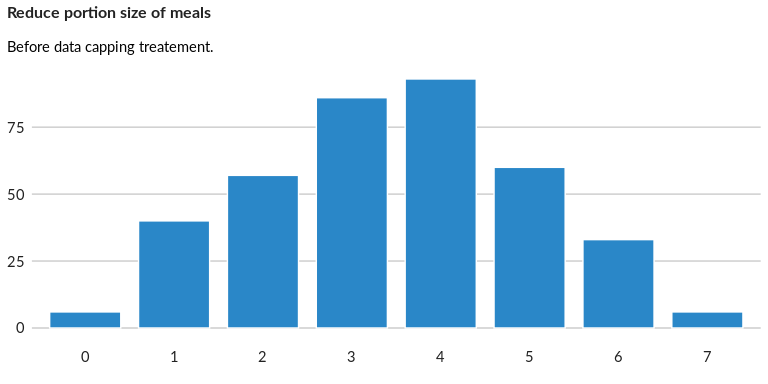 Reduce portion size of meals
Before data capping treatement.
75
50
25
0
0 1 2 3 4 5 6 7